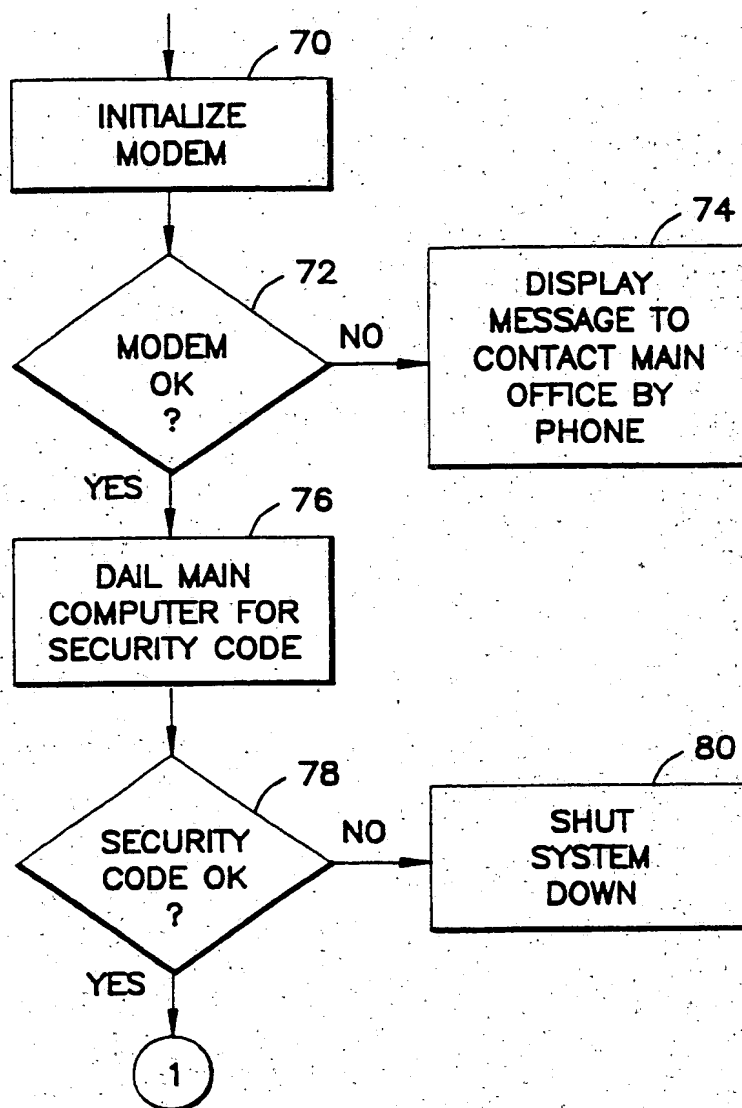 70
INITIALIZE
MODEM
72
MODEM
OK
?
NO
74
DISPLAY
MESSAGE TO
CONTACT MAIN
OFFICE BY
PHONE
YES
76
DAIL MAIN
COMPUTER FOR
SECURITY CODE
78
SECURITY
CODE OK
?
NO
80
SHUT
SYSTEM
DOWN
YES
1